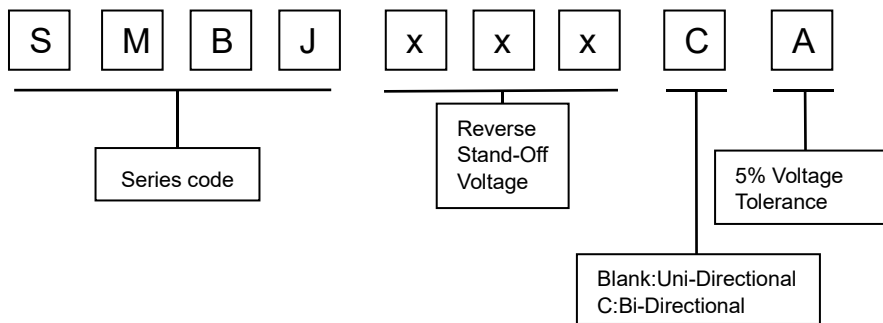 S M B J x x x C A
Reverse
Stand-Off
Voltage
Series code
5% Voltage
Tolerance
Blank:Uni-Directional
C:Bi-Directional